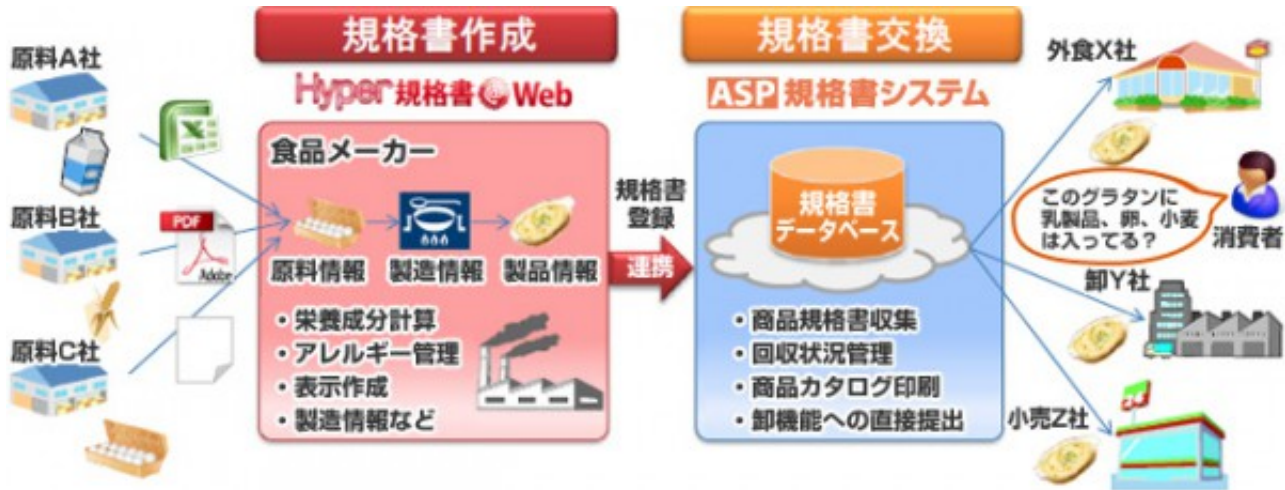 規格書作成
規格書交換
原料A社
Hyper 規格書@Web
ASP 規格書システム
外食X社
食品メーカー
規格書
登録
連携
規格書
データベース
このグラタンに
乳製品、卵、小麦
は入ってる？
消費者
原料B社
PDF
Adobe
原料情報
製造情報
製品情報
卸Y社
・栄養成分計算
・アレルギー管理
・表示作成
・製造情報など
・商品規格書収集
・回収状況管理
・商品カタログ印刷
・卸機能への直接提出
原料C社
小売Z社